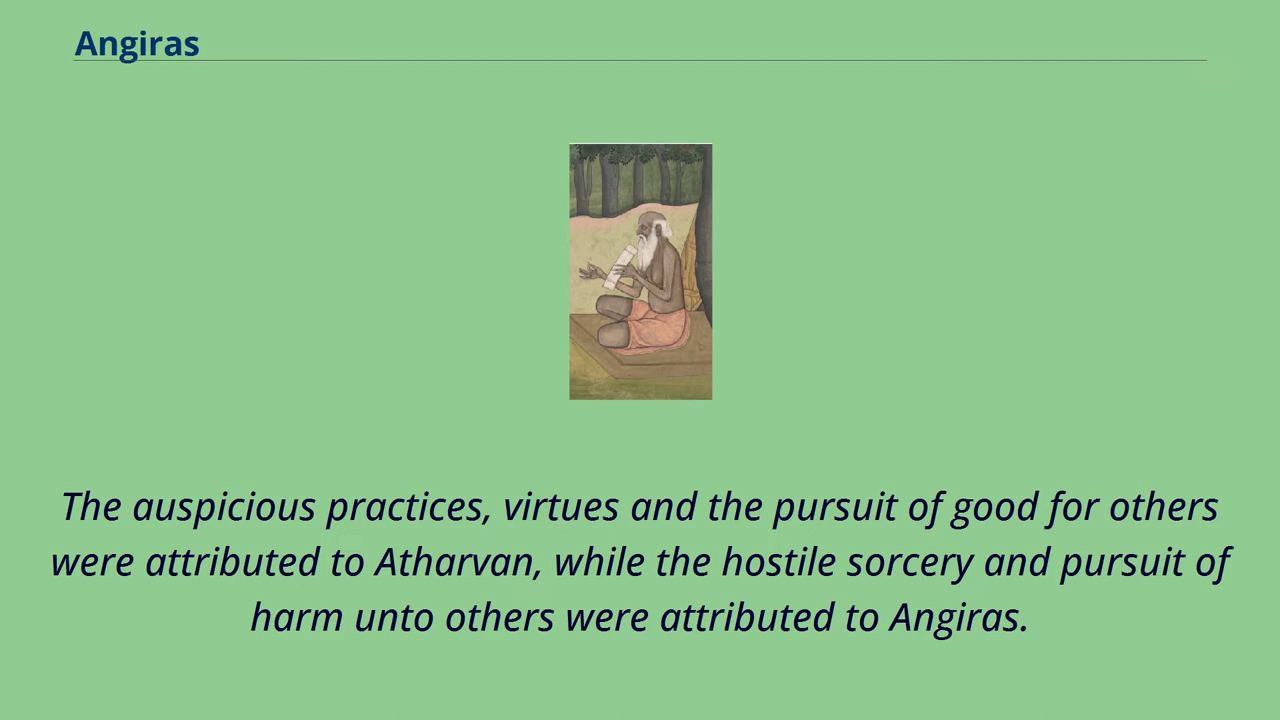 Angiras
The auspicious practices, virtues and the pursuit of good for others
were attributed to Atharvan, while the hostile sorcery and pursuit of
harm unto others were attributed to Angiras.